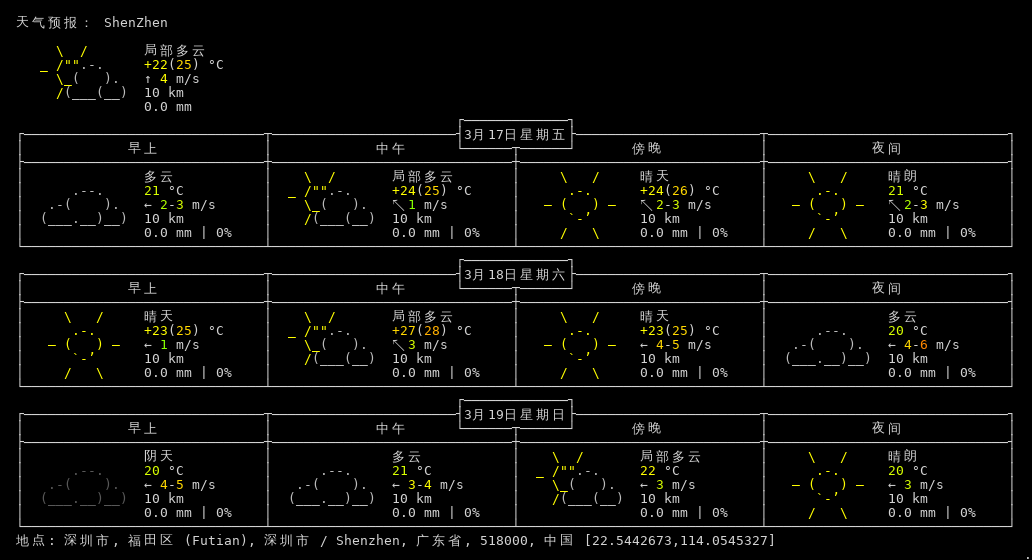 天气预报： ShenZhen
局部多云
+22(25) °C
↑ 4 m/s
10 km
0.0 mm
3月17日星期五
早上 中午 傍晚 夜间
多云 局部多云 晴天 晴朗
21 °C +24(25) °C +24(26) °C 21 °C
← 2-3 m/s ↖ 1 m/s ↖ 2-3 m/s ↖ 2-3 m/s
10 km 10 km 10 km 10 km
0.0 mm | 0% 0.0 mm | 0% 0.0 mm | 0% 0.0 mm | 0%
3月18日星期六
早上 中午 傍晚 夜间
晴天 局部多云 晴天 多云
+23(25) °C +27(28) °C +23(25) °C 20 °C
← 1 m/s ↖ 3 m/s ← 4-5 m/s ← 4-6 m/s
10 km 10 km 10 km 10 km
0.0 mm | 0% 0.0 mm | 0% 0.0 mm | 0% 0.0 mm | 0%
3月19日星期日
早上 中午 傍晚 夜间
阴天 多云 局部多云 晴朗
20 °C 21 °C 22 °C 20 °C
← 4-5 m/s ← 3-4 m/s ← 3 m/s ← 3 m/s
10 km 10 km 10 km 10 km
0.0 mm | 0% 0.0 mm | 0% 0.0 mm | 0% 0.0 mm | 0%
地点: 深圳市, 福田区 (Futian), 深圳市 / Shenzhen, 广东省, 518000, 中国 [22.5442673,114.0545327]